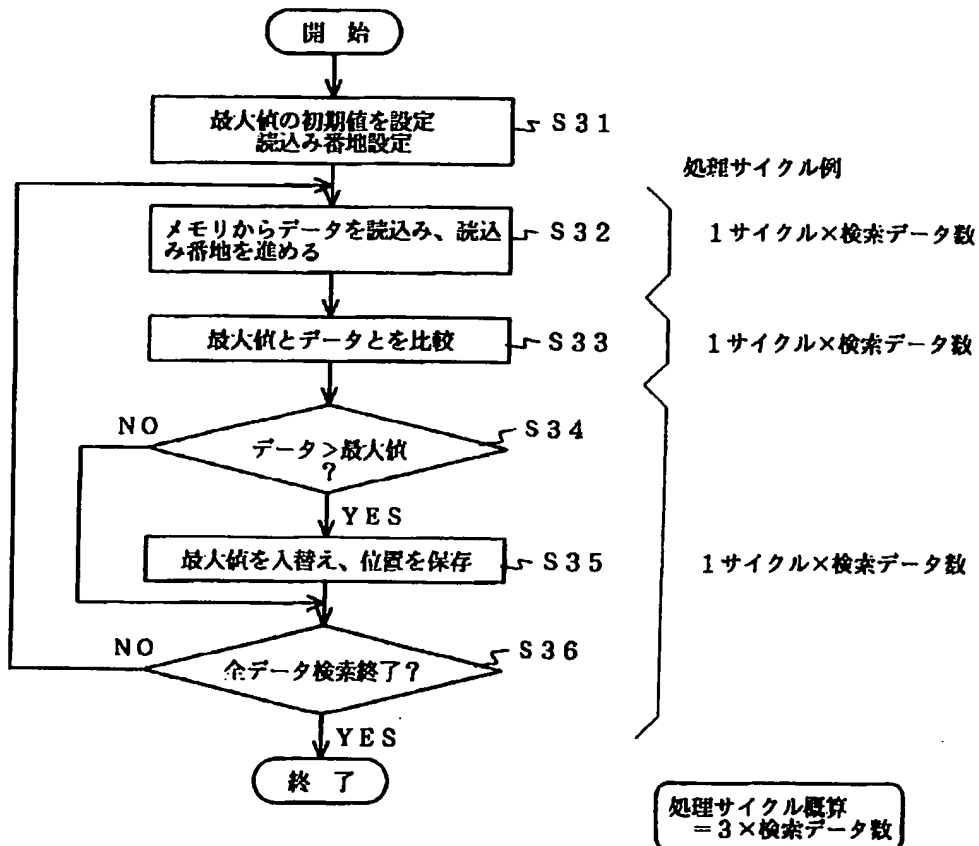 開 始
最大値の初期値を設定
読込み番地設定
S31
処理サイクル例
メモリからデータを読込み、読込
み番地を進める
S32
1サイクル×検索データ数
最大値とデータとを比較
S33
1サイクル×検索データ数
NO
データ>最大値
?
S34
YES
最大値を入替え、位置を保存
S35
1サイクル×検索データ数
NO
全データ検索終了?
S36
YES
終 了
処理サイクル概算
=3×検索データ数